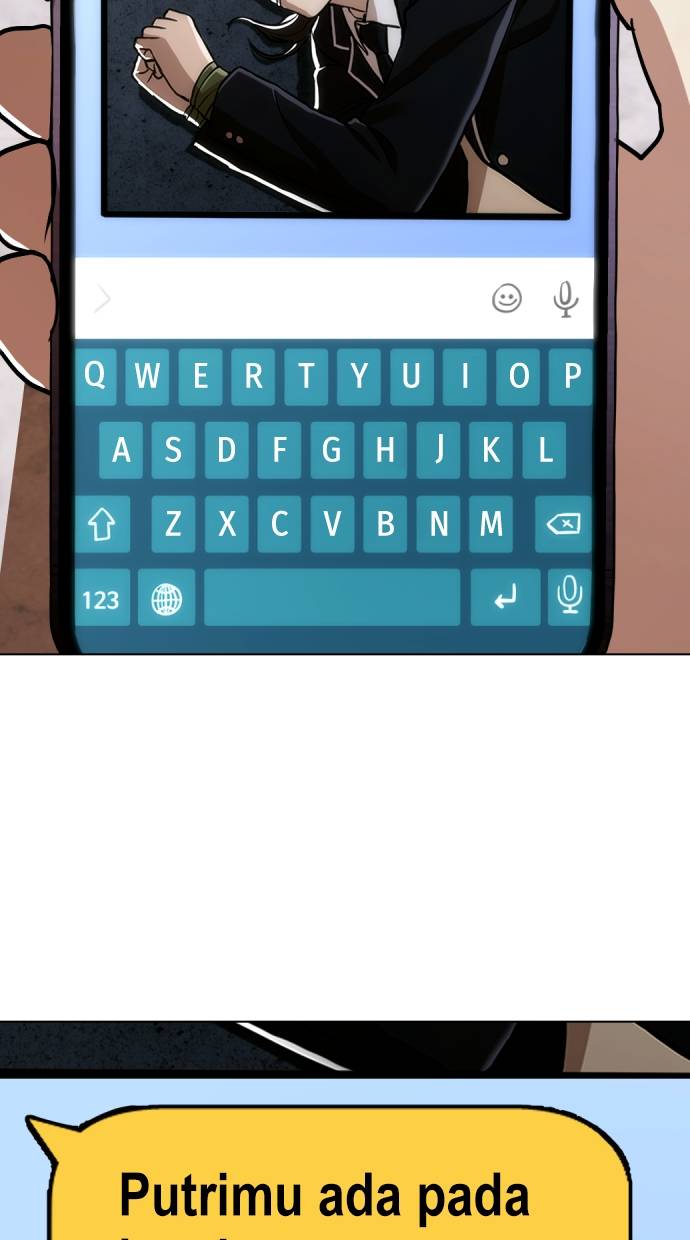 Q W E R T Y U I O P
A S D F G H J K L
Z X C V B N M
123
Putrimu ada pada